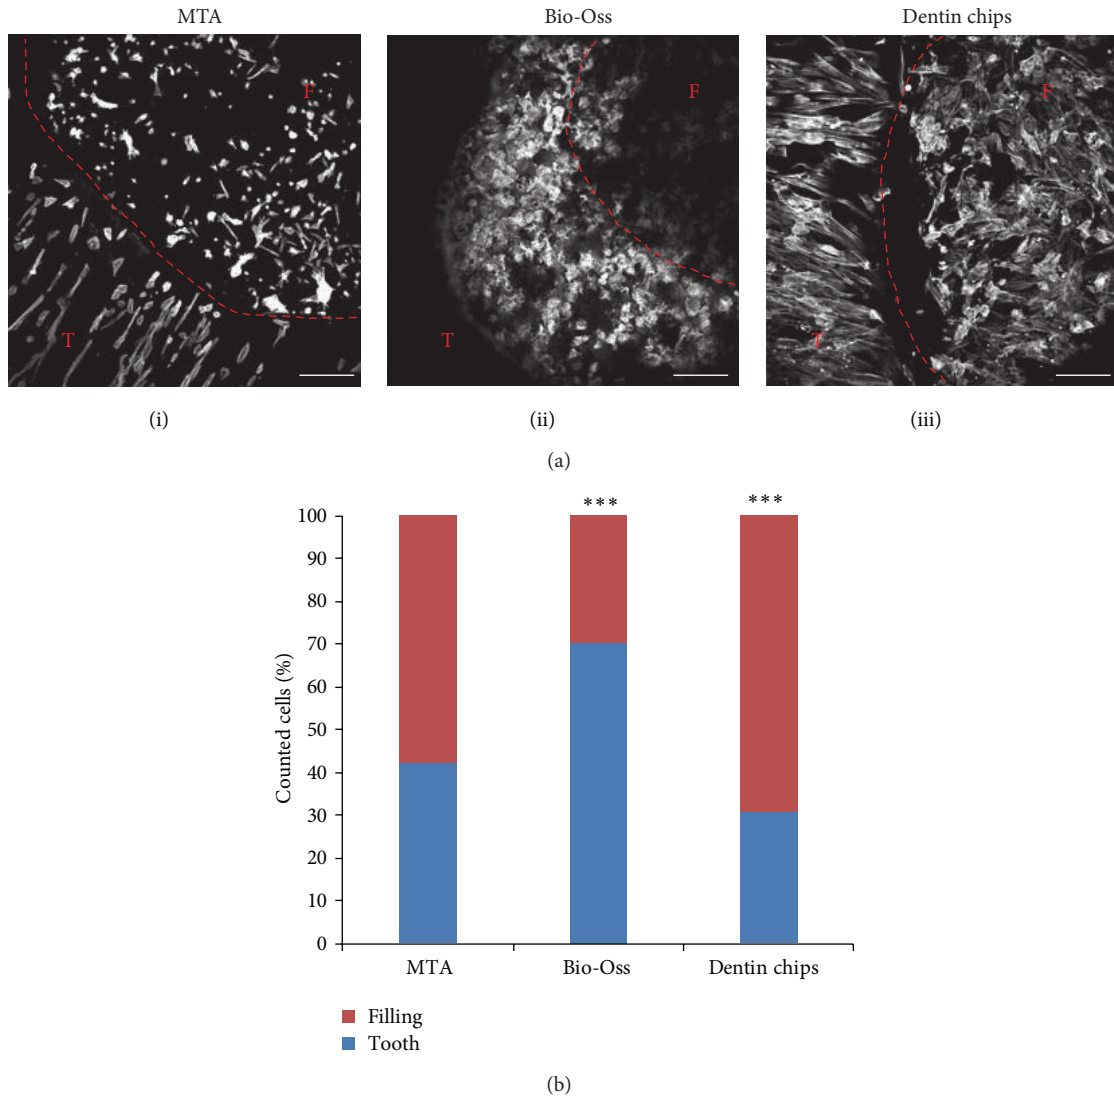 MTA
Bio-Oss
Dentin chips
F
F
F
T
T
T
(i)
(ii)
(iii)
(a)
***
***
100
90
80
70
60
50
40
30
20
10
0
Counted cells (%)
MTA
Bio-Oss
Dentin chips
Filling
Tooth
(b)